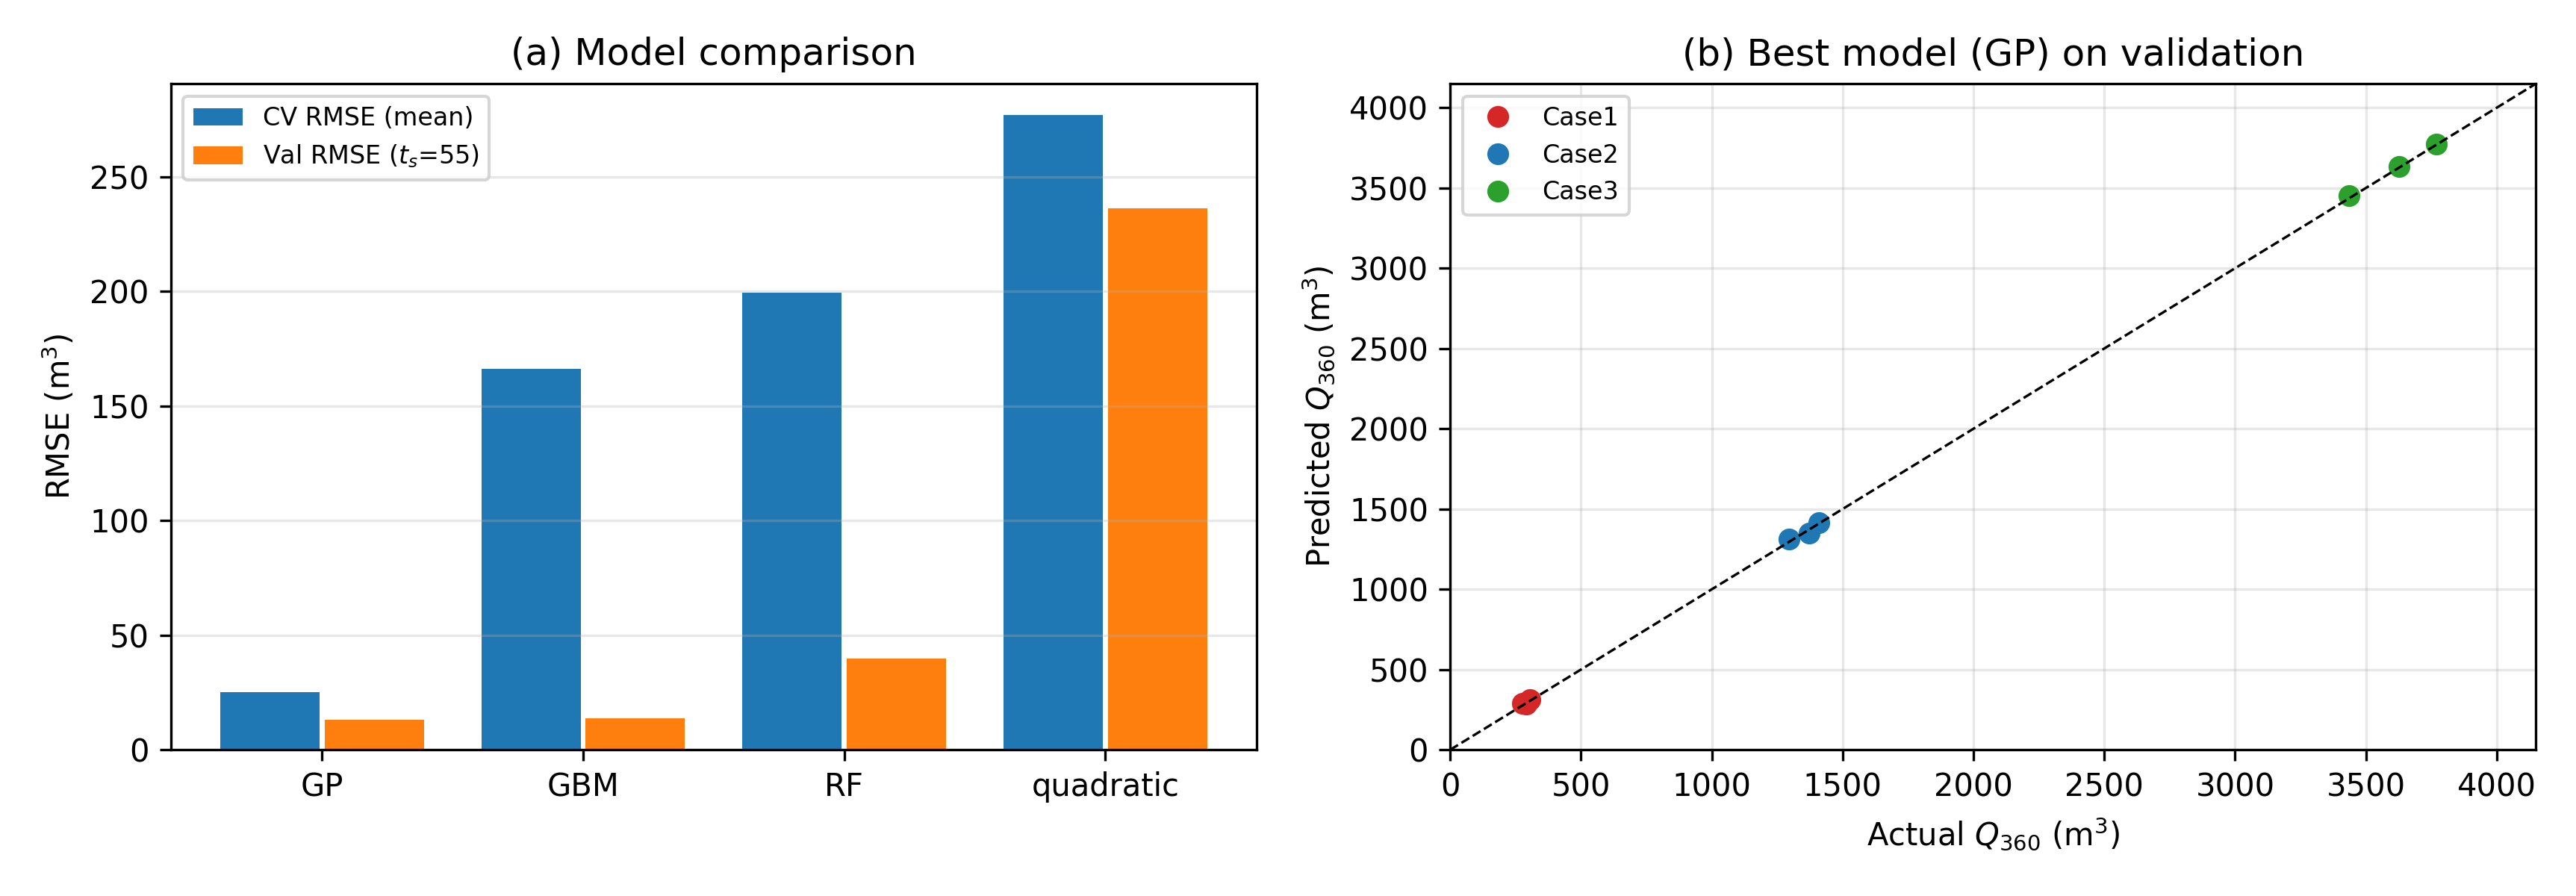 (a) Model comparison
CV RMSE (mean)
Val RMSE (tₛ=55)
RMSE (m³)
250
200
150
100
50
0
GP GBM RF quadratic
(b) Best model (GP) on validation
Case1
Case2
Case3
Predicted Q₃₆₀ (m³)
4000
3500
3000
2500
2000
1500
1000
500
0
0 500 1000 1500 2000 2500 3000 3500 4000
Actual Q₃₆₀ (m³)